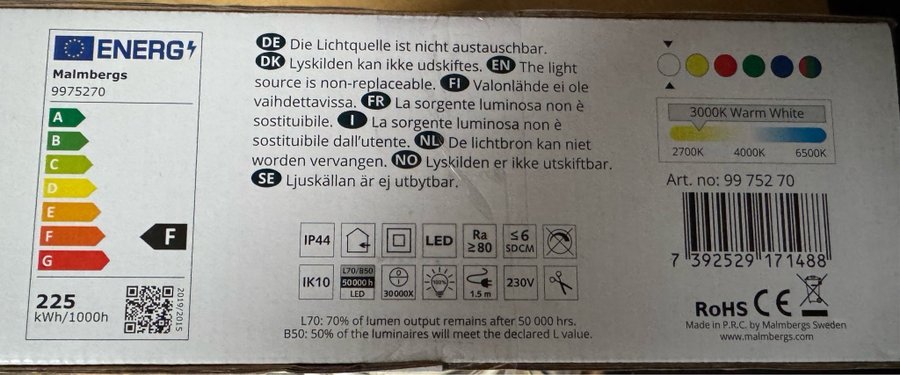 ENERG
Malmbergs
9975270
A
B
C
D
E
F
G
F
225
kWh/1000h
2019/2015
DE Die Lichtquelle ist nicht austauschbar.
DK Lyskilden kan ikke udskiftes. EN The light
source is non-replaceable. FI Valonlähde ei ole
vaihdettavissa. FR La sorgente luminosa non è
sostituibile. I La sorgente luminosa non è
sostituibile dall'utente. NL De lichtbron kan niet
worden vervangen. NO Lyskilden er ikke utskiftbar.
SE Ljuskällan är ej utbytbar.
IP44 LED Ra ≥80 ≤6 SDCM
IK10 L70/B50 50000h LED 30000X 100% 1.5 m 230V
L70: 70% of lumen output remains after 50 000 hrs.
B50: 50% of the luminaires will meet the declared L value.
3000K Warm White
2700K 4000K 6500K
Art. no: 99 752 70
7 392529 171488
RoHS CE
Made in P.R.C. by Malmbergs Sweden
www.malmbergs.com